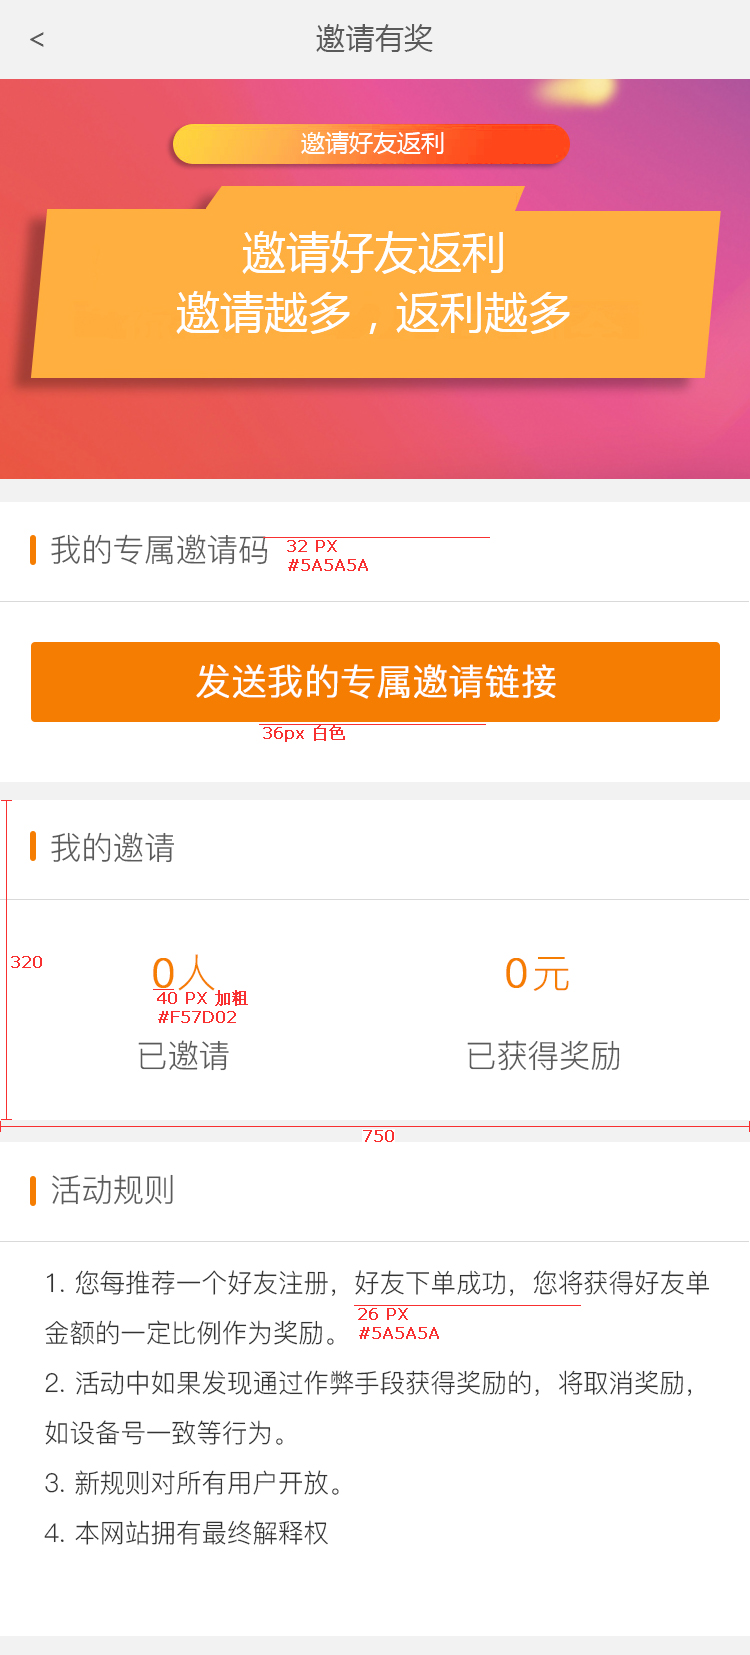 <
邀请有奖
邀请好友返利
邀请好友返利
邀请越多，返利越多
我的专属邀请码
32 PX
#5A5A5A
发送我的专属邀请链接
36px 白色
我的邀请
320
0人
0元
40 PX 加粗
#F57D02
已邀请
已获得奖励
750
活动规则
1. 您每推荐一个好友注册，好友下单成功，您将获得好友单
26 PX
#5A5A5A
金额的一定比例作为奖励。
2. 活动中如果发现通过作弊手段获得奖励的，将取消奖励，
如设备号一致等行为。
3. 新规则对所有用户开放。
4. 本网站拥有最终解释权